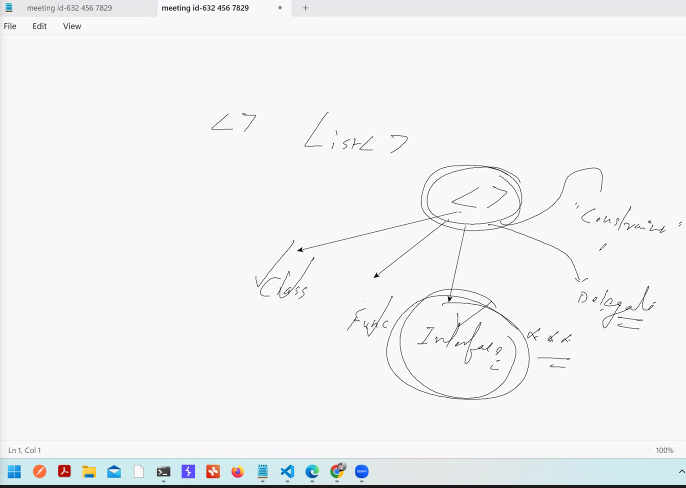 meeting id-632 456 7829
meeting id-632 456 7829
File Edit View
<> List<>
<>
"Constraint"
Class
Func
Interface
Delegate
Ln 1, Col 1
100%
zoom